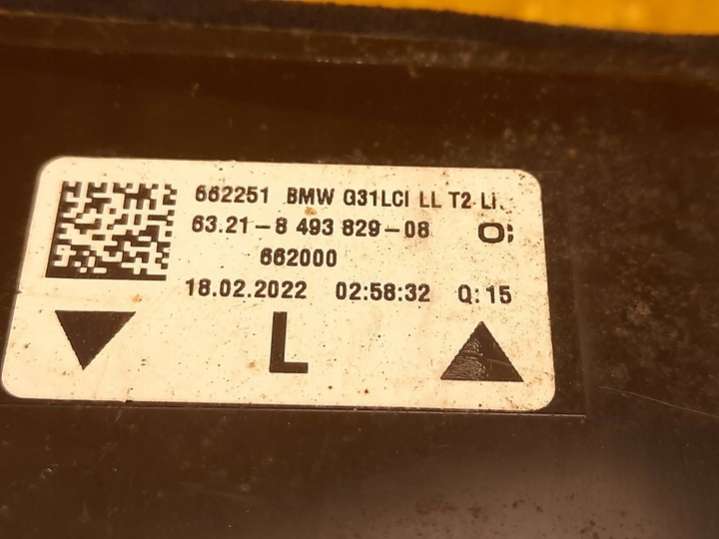 662251 BMW G31LCI LL T2 Li.
63.21-8 493 829-08 O;
662000
18.02.2022 02:58:32 Q:15
L